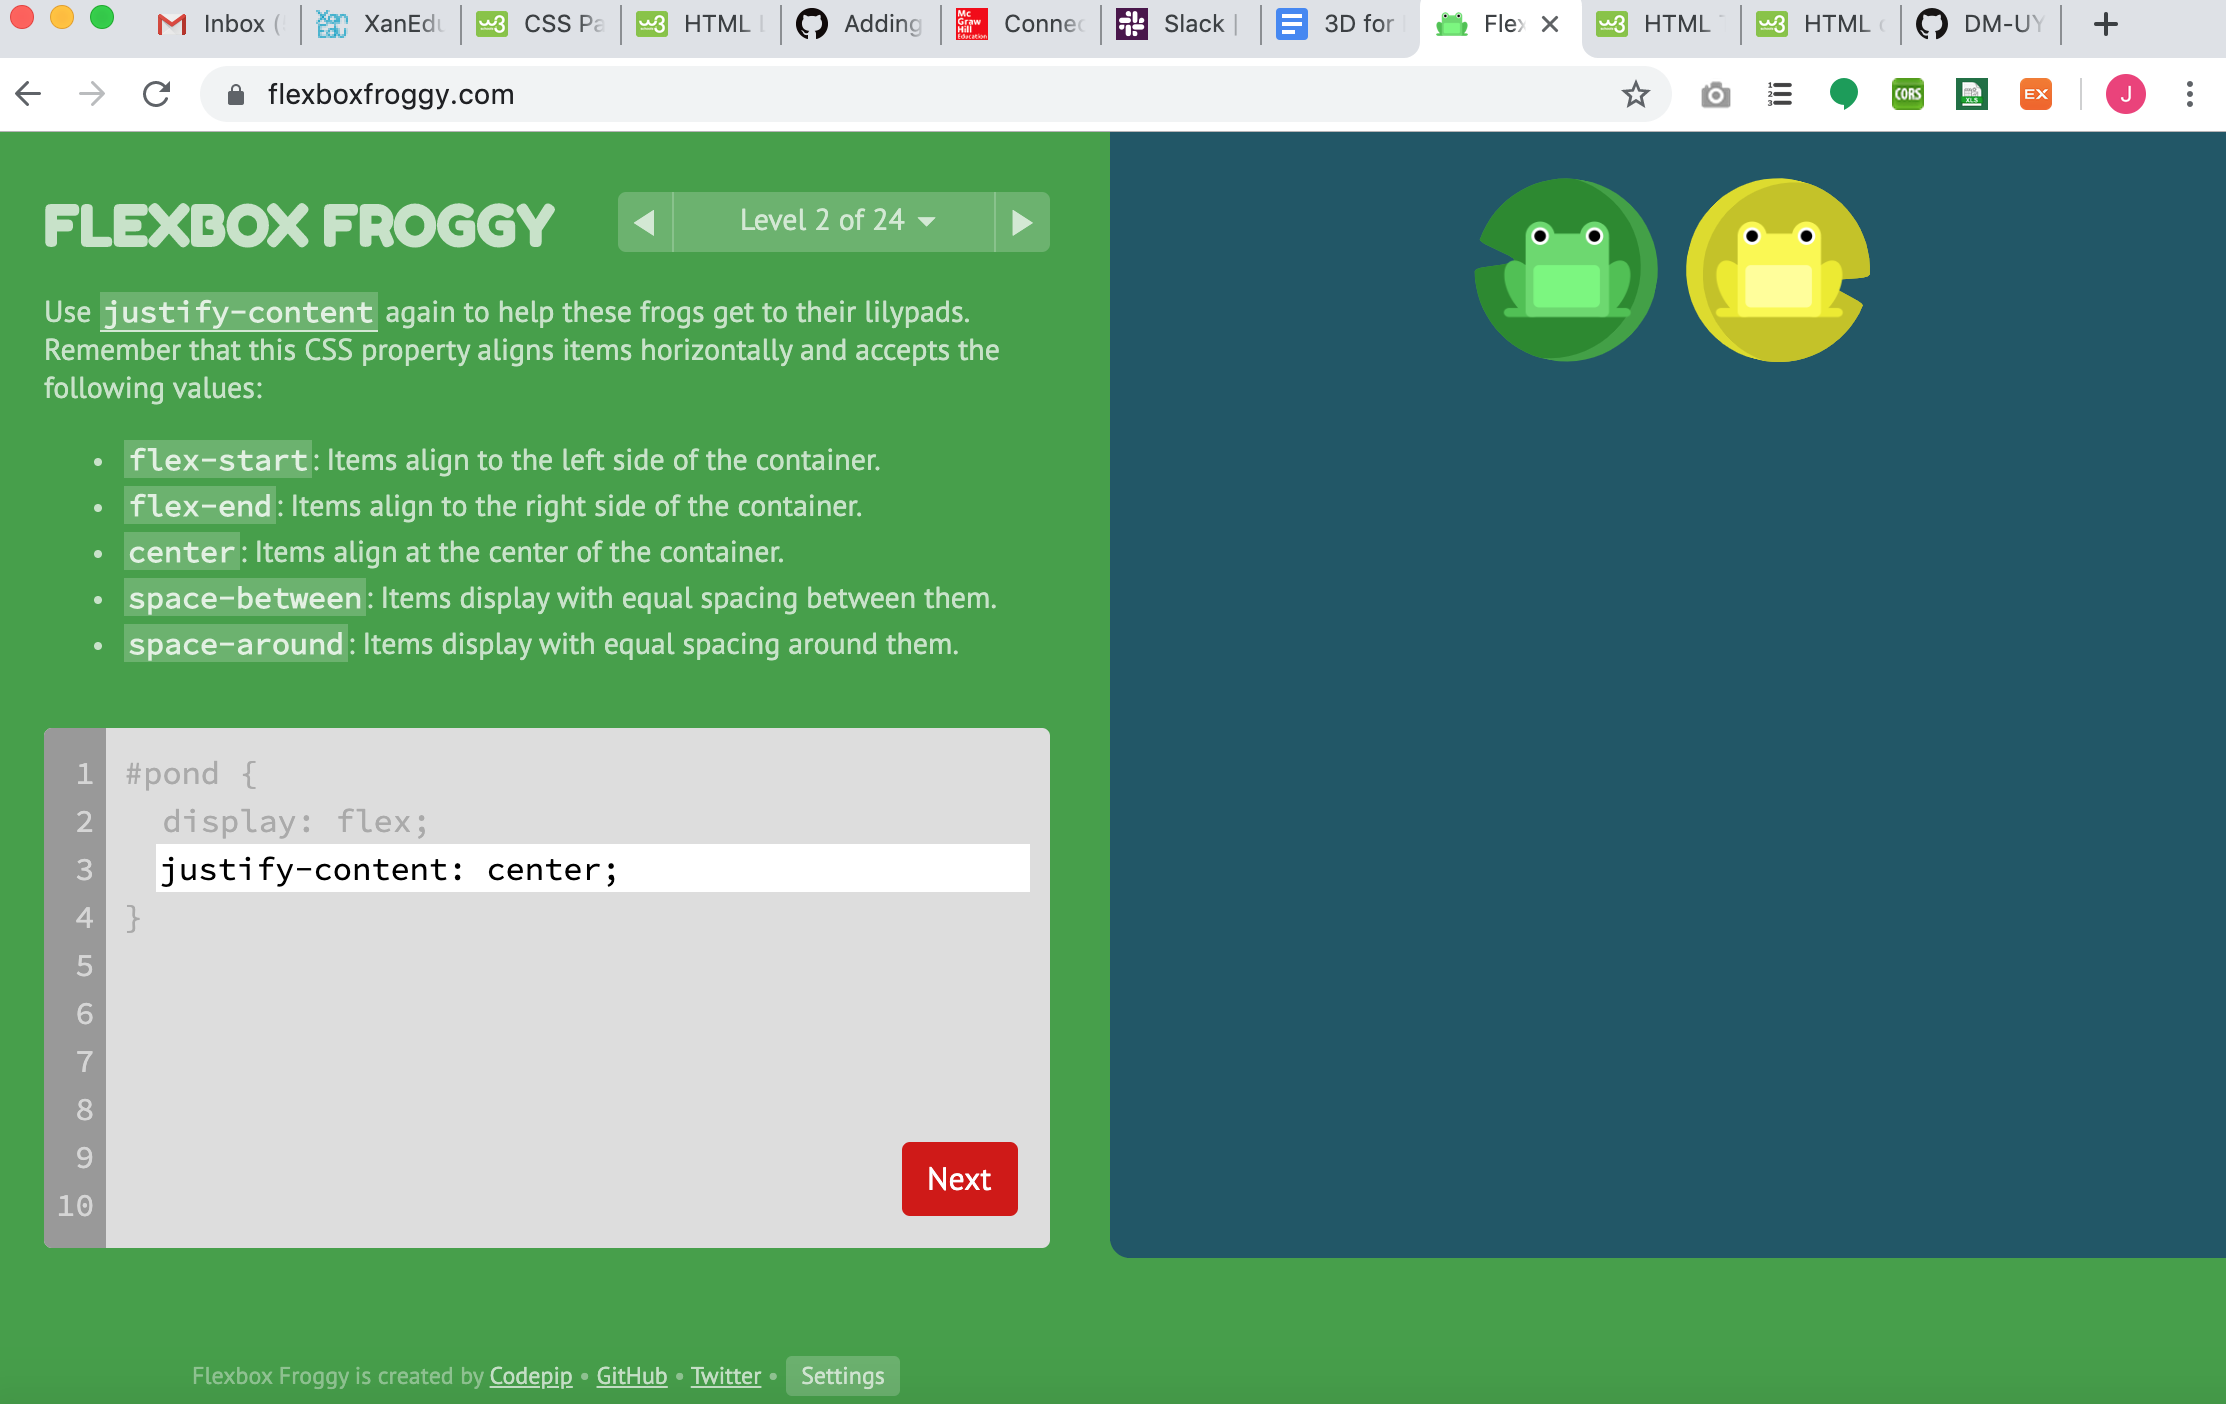 Inbox (
XanEdu
CSS Pa
HTML L
Adding
Mc Graw Hill Education
Connec
Slack |
3D for
Flex
HTML T
HTML c
DM-UY
flexboxfroggy.com
CORS
XLS
EX
J
FLEXBOX FROGGY
Level 2 of 24
Use justify-content again to help these frogs get to their lilypads.
Remember that this CSS property aligns items horizontally and accepts the
following values:
• flex-start: Items align to the left side of the container.
• flex-end: Items align to the right side of the container.
• center: Items align at the center of the container.
• space-between: Items display with equal spacing between them.
• space-around: Items display with equal spacing around them.
1 #pond {
2 display: flex;
3 justify-content: center;
4 }
5
6
7
8
9
10
Next
Flexbox Froggy is created by Codepip • GitHub • Twitter • Settings